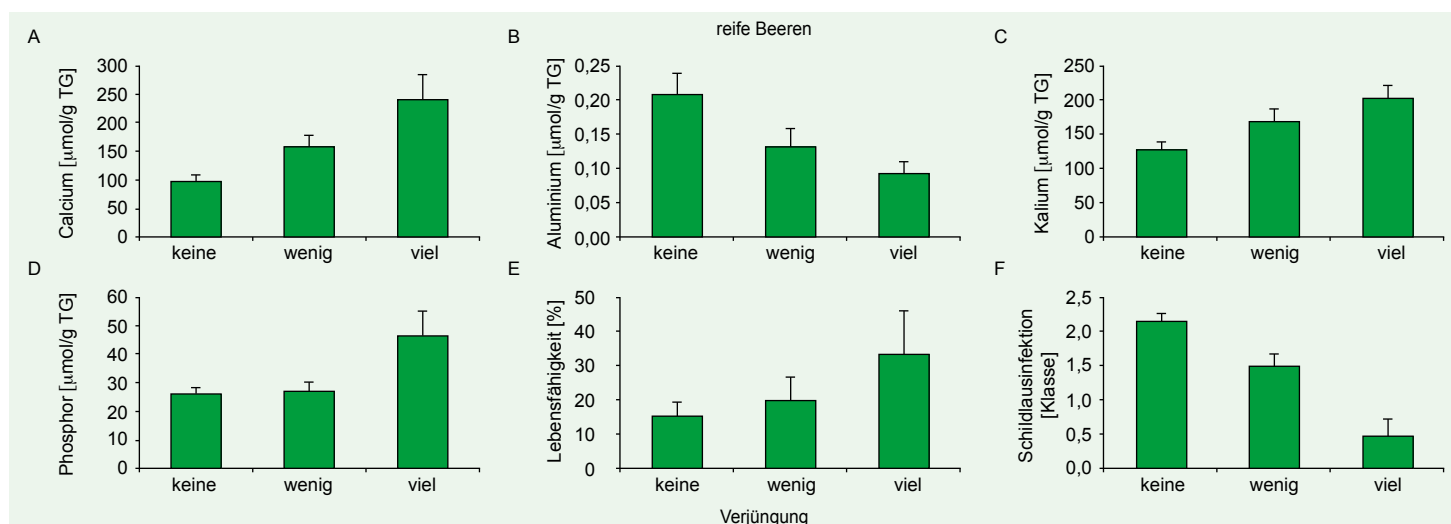 reife Beeren
A
Calcium [µmol/g TG]
300
250
200
150
100
50
0
keine wenig viel
B
Aluminium [µmol/g TG]
0,25
0,20
0,15
0,10
0,05
0,00
keine wenig viel
C
Kalium [µmol/g TG]
250
200
150
100
50
0
keine wenig viel
D
Phosphor [µmol/g TG]
60
50
40
30
20
10
0
keine wenig viel
E
Lebensfähigkeit [%]
50
40
30
20
10
0
keine wenig viel
F
Schildlausinfektion
[Klasse]
2,5
2,0
1,5
1,0
0,5
0,0
keine wenig viel
Verjüngung